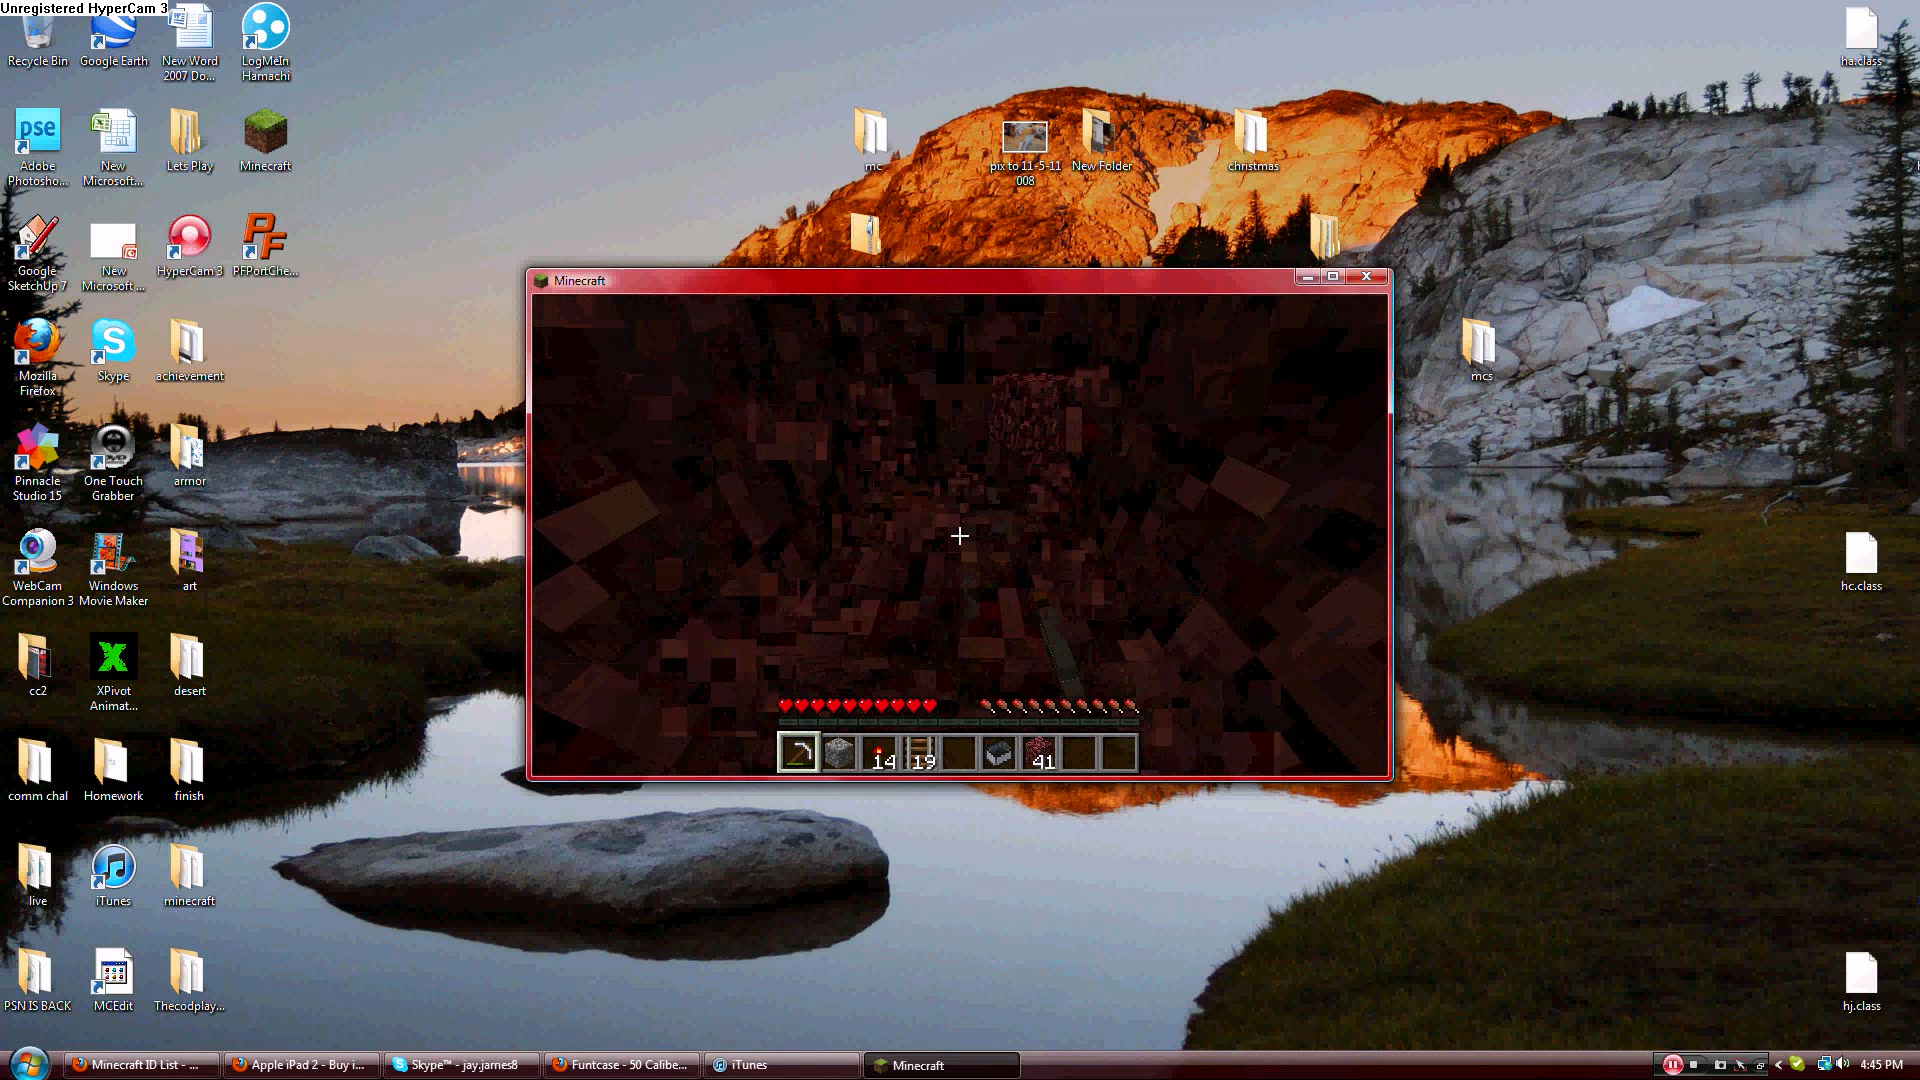 Unregistered HyperCam 3
Recycle Bin
Google Earth
New Word
2007 Do...
LogMeIn
Hamachi
ha.class
pse
Adobe
Photosho...
New
Microsoft...
Lets Play
Minecraft
mc
pix to 11-5-11
008
New Folder
christmas
PF
Google
SketchUp 7
New
Microsoft ...
HyperCam 3
PFPortChe...
Minecraft
Mozilla
Firefox
Skype
achievement
mcs
Pinnacle
Studio 15
One Touch
Grabber
armor
WebCam
Companion 3
Windows
Movie Maker
art
hc.class
cc2
XPivot
Animat...
desert
14
19
41
comm chal
Homework
finish
live
iTunes
minecraft
PSN IS BACK
MCEdit
Thecodplay...
hj.class
Minecraft ID List - ...
Apple iPad 2 - Buy i...
Skype™ - jay.james8
Funtcase - 50 Calibe...
iTunes
Minecraft
4:45 PM